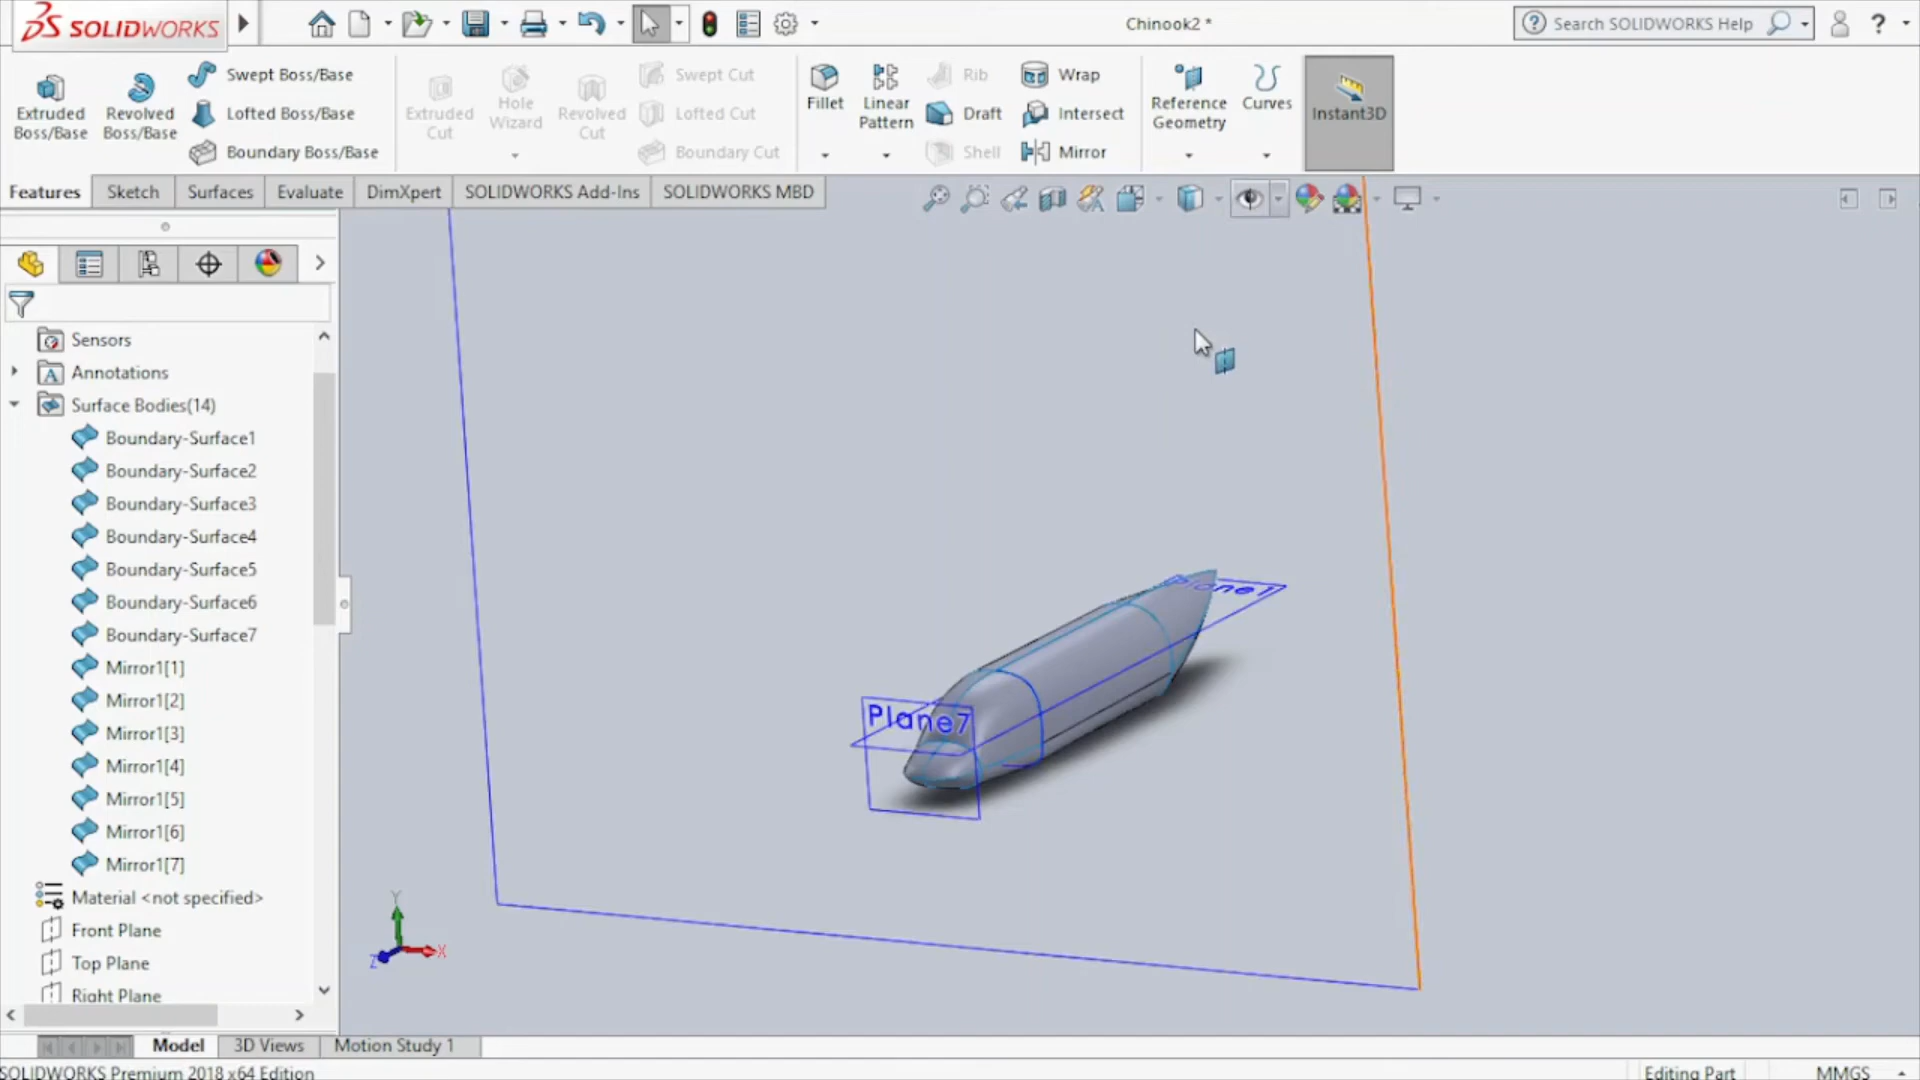 SOLIDWORKS
Chinook2 *
Search SOLIDWORKS Help
?
Extruded Boss/Base
Revolved Boss/Base
Swept Boss/Base
Lofted Boss/Base
Boundary Boss/Base
Extruded Cut
Hole Wizard
Revolved Cut
Swept Cut
Lofted Cut
Boundary Cut
Fillet
Linear Pattern
Rib
Draft
Shell
Wrap
Intersect
Mirror
Reference Geometry
Curves
Instant3D
Features
Sketch
Surfaces
Evaluate
DimXpert
SOLIDWORKS Add-Ins
SOLIDWORKS MBD
Sensors
Annotations
Surface Bodies(14)
Boundary-Surface1
Boundary-Surface2
Boundary-Surface3
Boundary-Surface4
Boundary-Surface5
Boundary-Surface6
Boundary-Surface7
Mirror1[1]
Mirror1[2]
Mirror1[3]
Mirror1[4]
Mirror1[5]
Mirror1[6]
Mirror1[7]
Material <not specified>
Front Plane
Top Plane
Right Plane
Plane1
Plane7
Y
X
Z
Model
3D Views
Motion Study 1
SOLIDWORKS Premium 2018 x64 Edition
Editing Part
MMGS